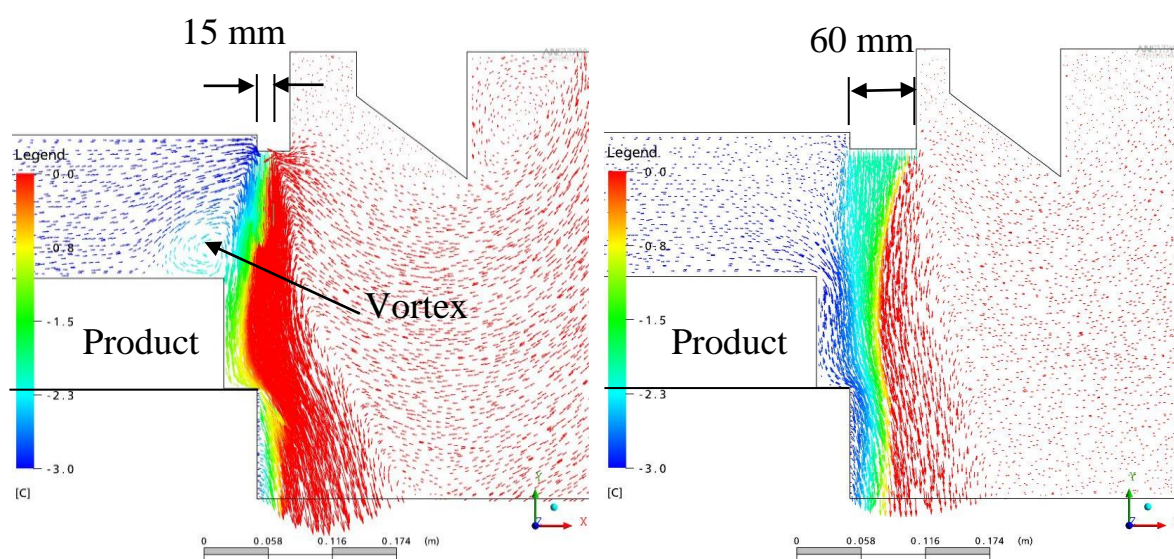 15 mm
Legend
0.0
0.8
-1.5
-2.3
-3.0
[C]
Product
Vortex
Y
Z
X
0 0.058 0.116 0.174 (m)
60 mm
Legend
0.0
0.8
-1.5
-2.3
-3.0
[C]
Product
Y
Z
X
0 0.058 0.116 0.174 (m)